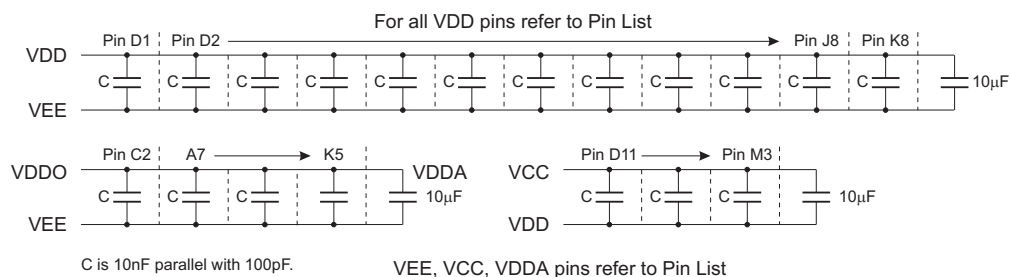 For all VDD pins refer to Pin List
Pin D1 Pin D2 Pin J8 Pin K8
VDD
C C C C C C C C C C C C 10μF
VEE
Pin C2 A7 K5
VDDO VDDA
C C C C 10μF
VEE
Pin D11 Pin M3
VCC
C C C 10μF
VDD
C is 10nF parallel with 100pF.
VEE, VCC, VDDA pins refer to Pin List